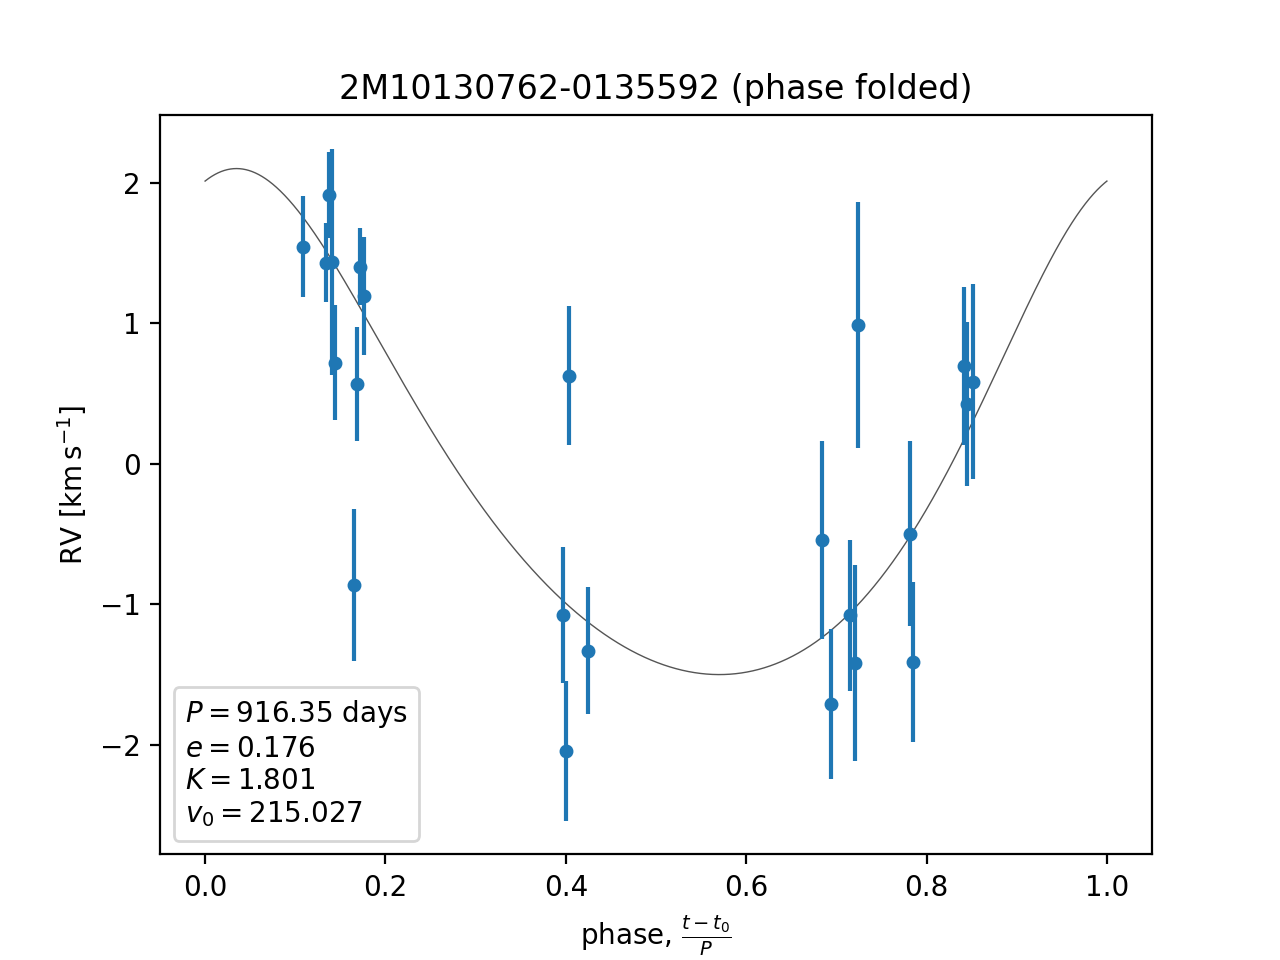 2M10130762-0135592 (phase folded)
RV [km s⁻¹]
2
1
0
−1
−2
P = 916.35 days
e = 0.176
K = 1.801
v₀ = 215.027
0.0 0.2 0.4 0.6 0.8 1.0
phase, (t − t₀)/P